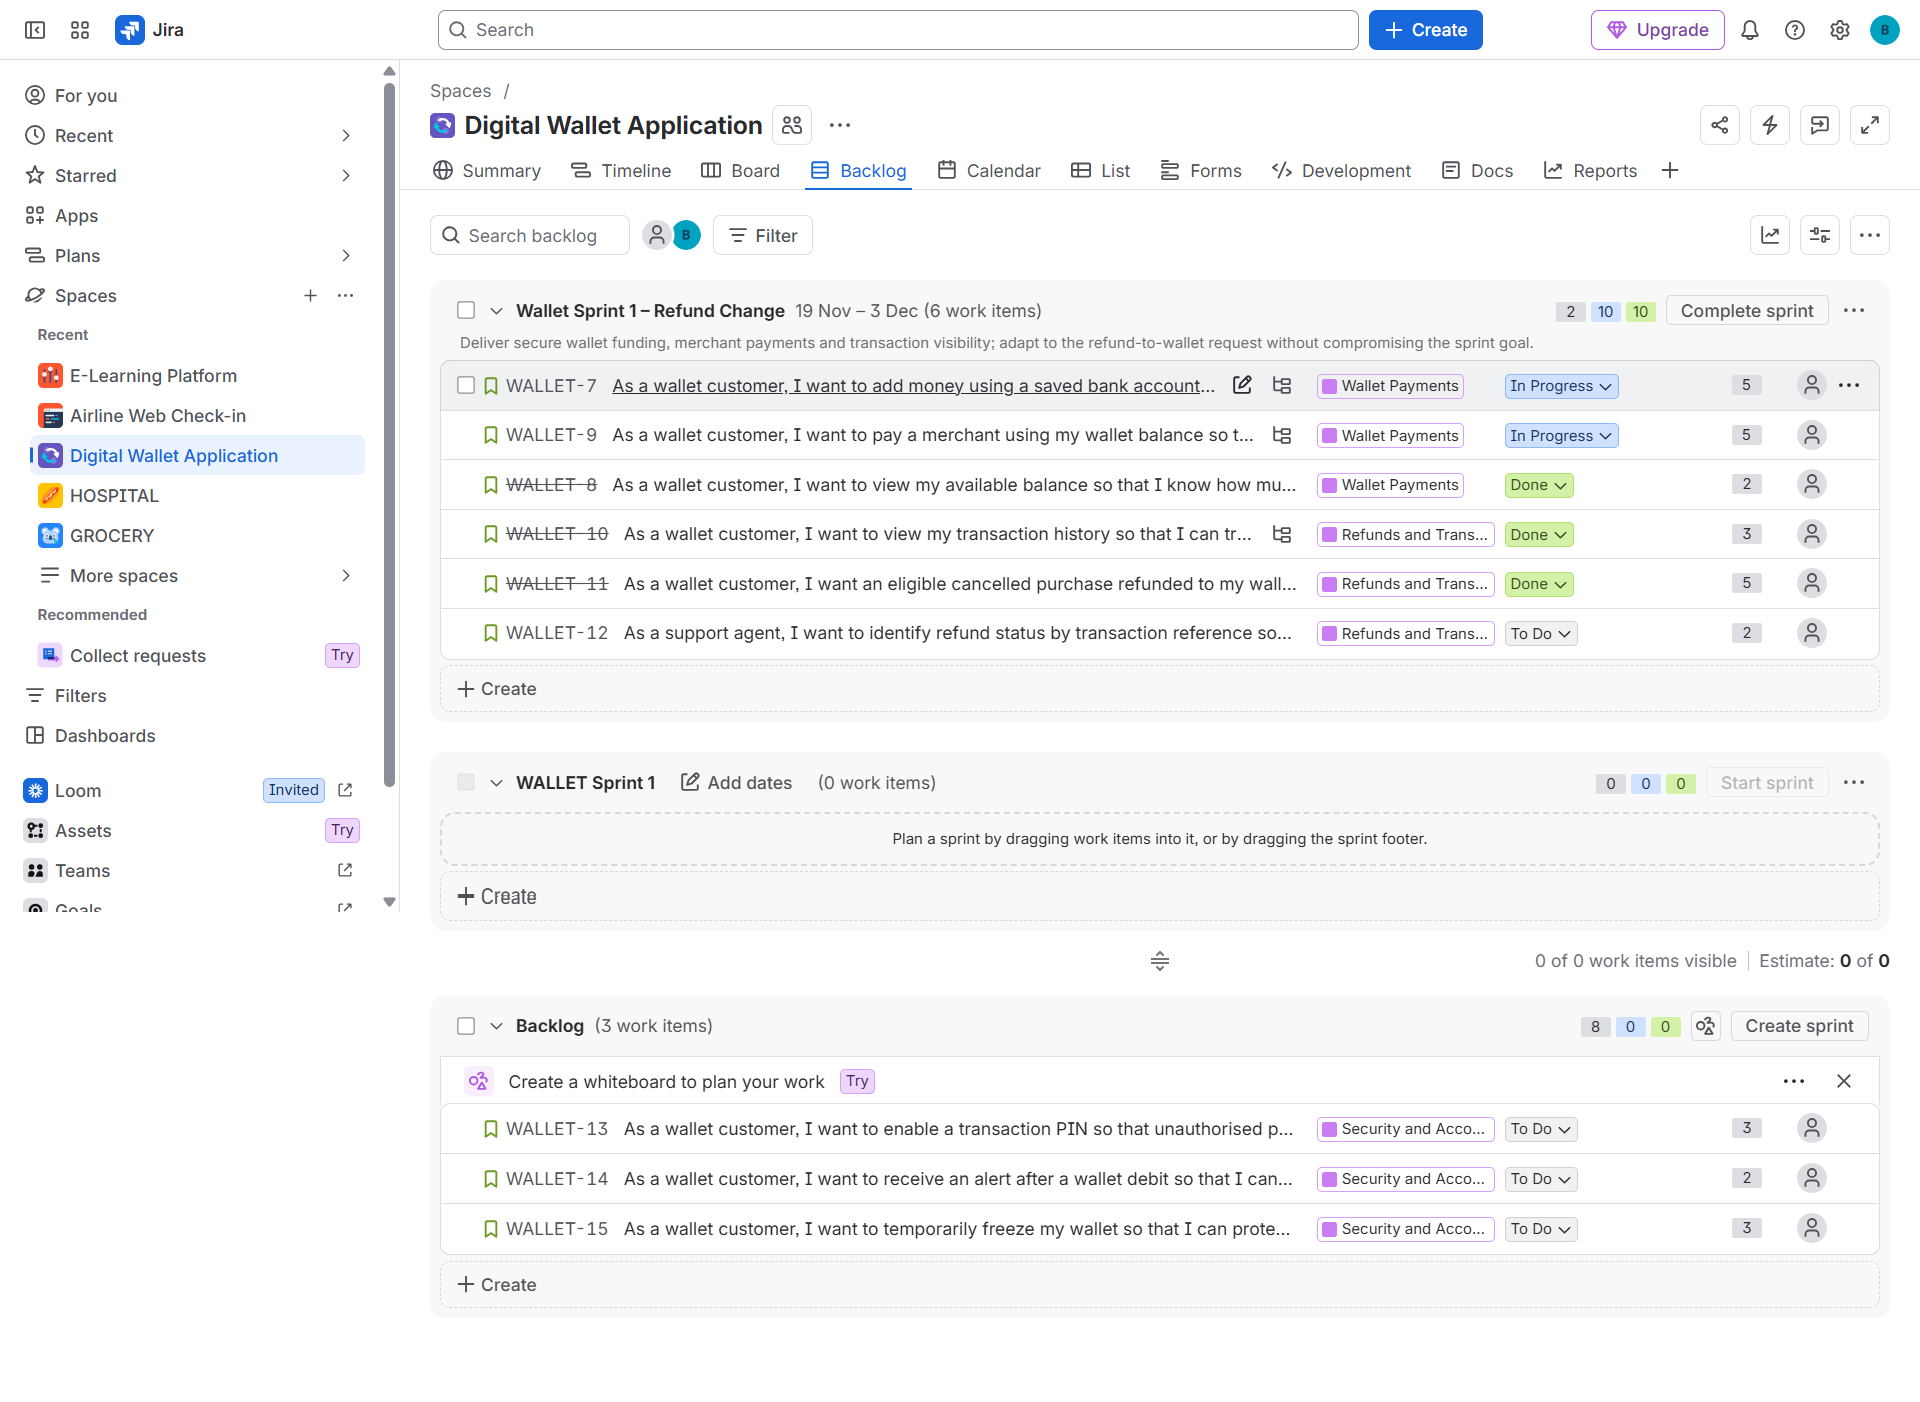 Jira
Search
Create
Upgrade
B
For you
Recent
Starred
Apps
Plans
Spaces
Recent
E-Learning Platform
Airline Web Check-in
Digital Wallet Application
HOSPITAL
GROCERY
More spaces
Recommended
Collect requests Try
Filters
Dashboards
Loom Invited
Assets Try
Teams
Goals
Spaces /
Digital Wallet Application
Summary Timeline Board Backlog Calendar List Forms Development Docs Reports
Search backlog B Filter
Wallet Sprint 1 – Refund Change 19 Nov – 3 Dec (6 work items) 2 10 10 Complete sprint
Deliver secure wallet funding, merchant payments and transaction visibility; adapt to the refund-to-wallet request without compromising the sprint goal.
WALLET-7 As a wallet customer, I want to add money using a saved bank account... Wallet Payments In Progress 5
WALLET-9 As a wallet customer, I want to pay a merchant using my wallet balance so t... Wallet Payments In Progress 5
WALLET-8 As a wallet customer, I want to view my available balance so that I know how mu... Wallet Payments Done 2
WALLET-10 As a wallet customer, I want to view my transaction history so that I can tr... Refunds and Trans... Done 3
WALLET-11 As a wallet customer, I want an eligible cancelled purchase refunded to my wall... Refunds and Trans... Done 5
WALLET-12 As a support agent, I want to identify refund status by transaction reference so... Refunds and Trans... To Do 2
Create
WALLET Sprint 1 Add dates (0 work items) 0 0 0 Start sprint
Plan a sprint by dragging work items into it, or by dragging the sprint footer.
Create
0 of 0 work items visible Estimate: 0 of 0
Backlog (3 work items) 8 0 0 Create sprint
Create a whiteboard to plan your work Try
WALLET-13 As a wallet customer, I want to enable a transaction PIN so that unauthorised p... Security and Acco... To Do 3
WALLET-14 As a wallet customer, I want to receive an alert after a wallet debit so that I can... Security and Acco... To Do 2
WALLET-15 As a wallet customer, I want to temporarily freeze my wallet so that I can prote... Security and Acco... To Do 3
Create